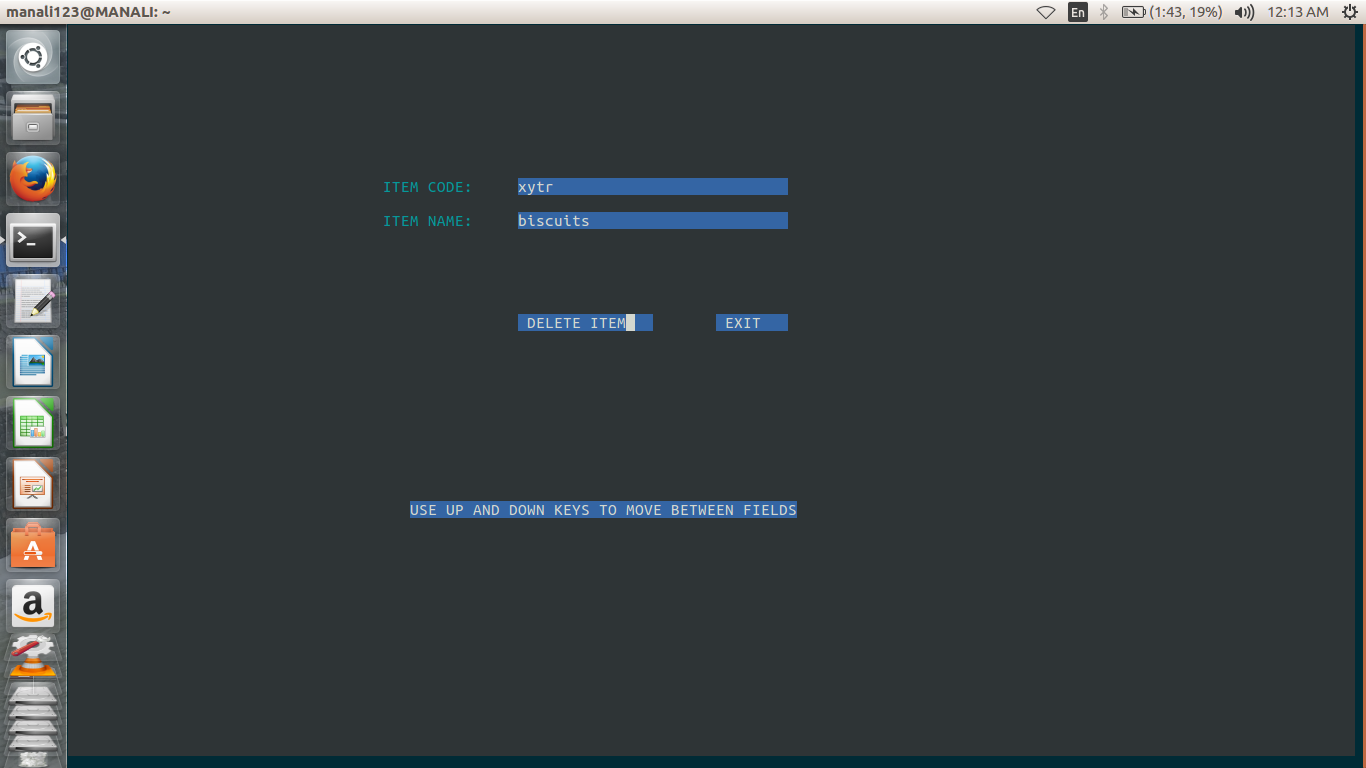 manali123@MANALI: ~ En (1:43, 19%) 12:13 AM
ITEM CODE: xytr
ITEM NAME: biscuits
DELETE ITEM EXIT
USE UP AND DOWN KEYS TO MOVE BETWEEN FIELDS
>_
A
a